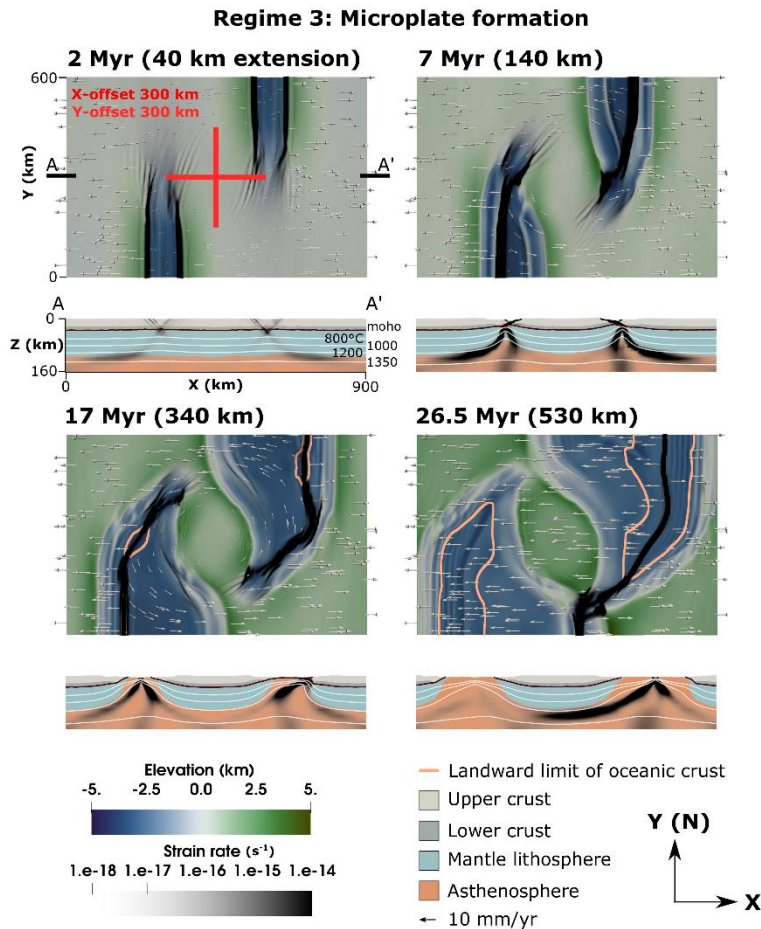 Regime 3: Microplate formation
2 Myr (40 km extension)
7 Myr (140 km)
600
X-offset 300 km
Y-offset 300 km
A
A'
Y (km)
0
A
A'
0
moho
Z (km)
800°C
1000
1200
1350
160
0
X (km)
900
17 Myr (340 km)
26.5 Myr (530 km)
Elevation (km)
-5. -2.5 0.0 2.5 5.
Strain rate (s⁻¹)
1.e-18 1.e-17 1.e-16 1.e-15 1.e-14
Landward limit of oceanic crust
Upper crust
Lower crust
Mantle lithosphere
Asthenosphere
10 mm/yr
Y (N)
X